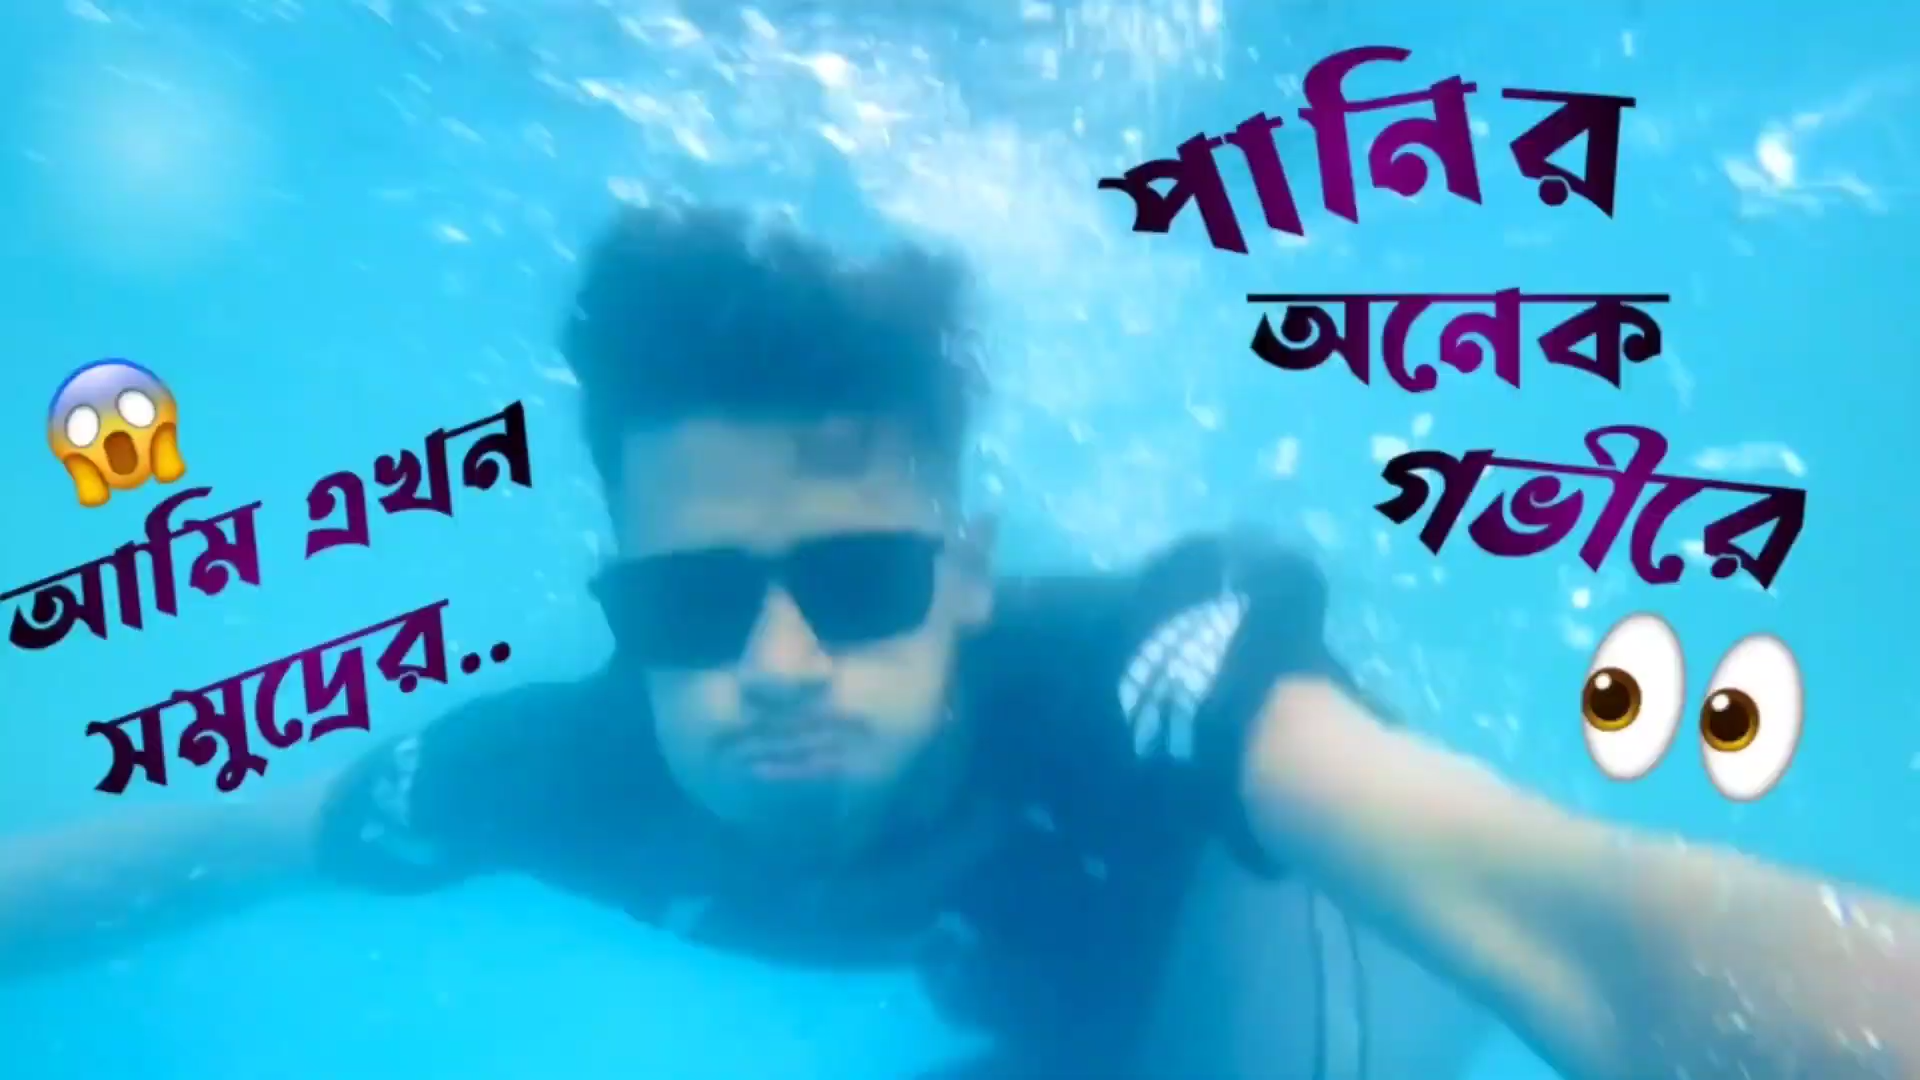 আমি এখন
সমুদ্রের..
পানির
অনেক
গভীরে